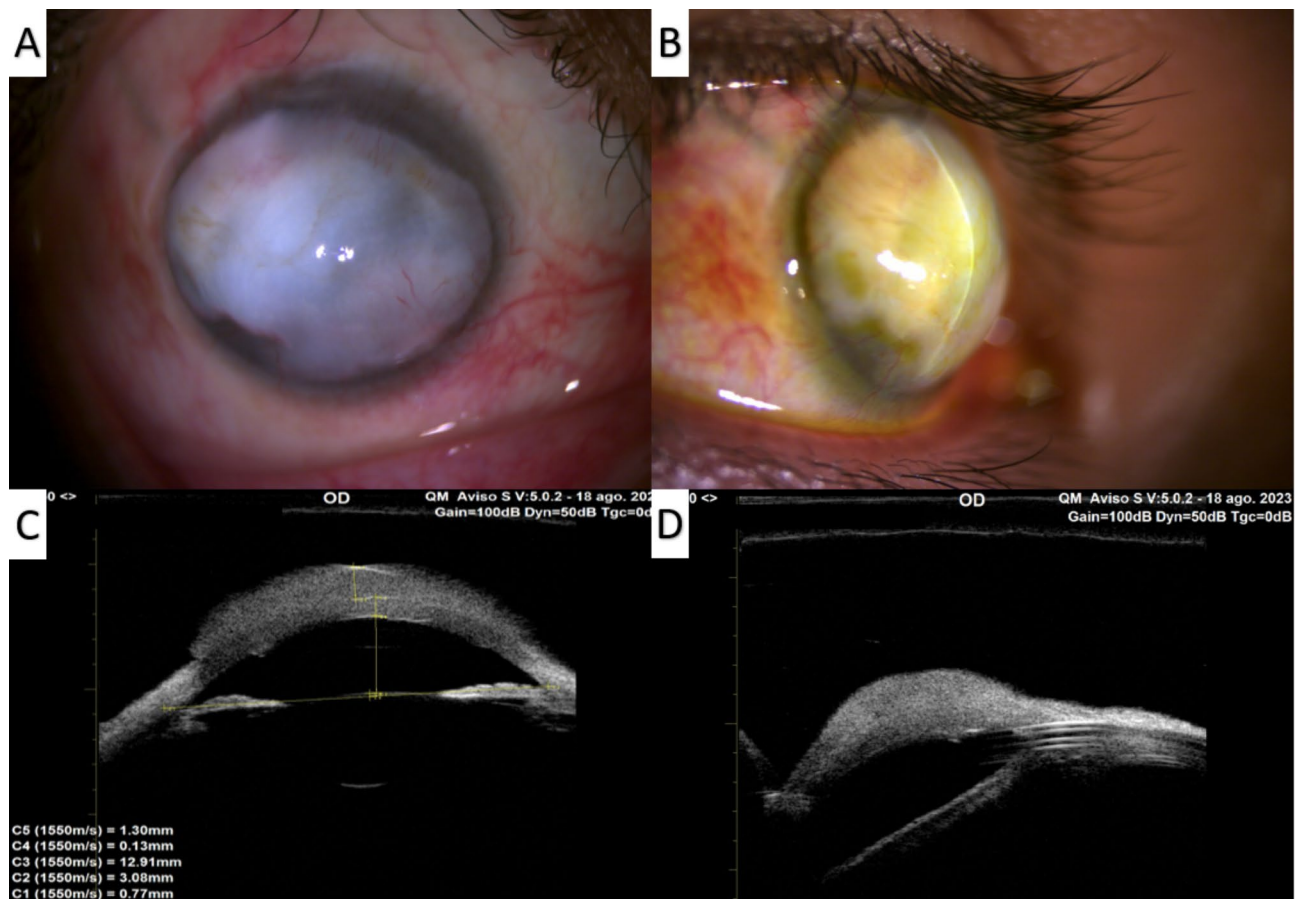 A
B
C
0 <>
OD
QM Aviso S V:5.0.2 - 18 ago. 202
Gain=100dB Dyn=50dB Tgc=0d
C5 (1550m/s) = 1.30mm
C4 (1550m/s) = 0.13mm
C3 (1550m/s) = 12.91mm
C2 (1550m/s) = 3.08mm
C1 (1550m/s) = 0.77mm
D
0 <>
OD
QM Aviso S V:5.0.2 - 18 ago. 2023
Gain=100dB Dyn=50dB Tgc=0dB